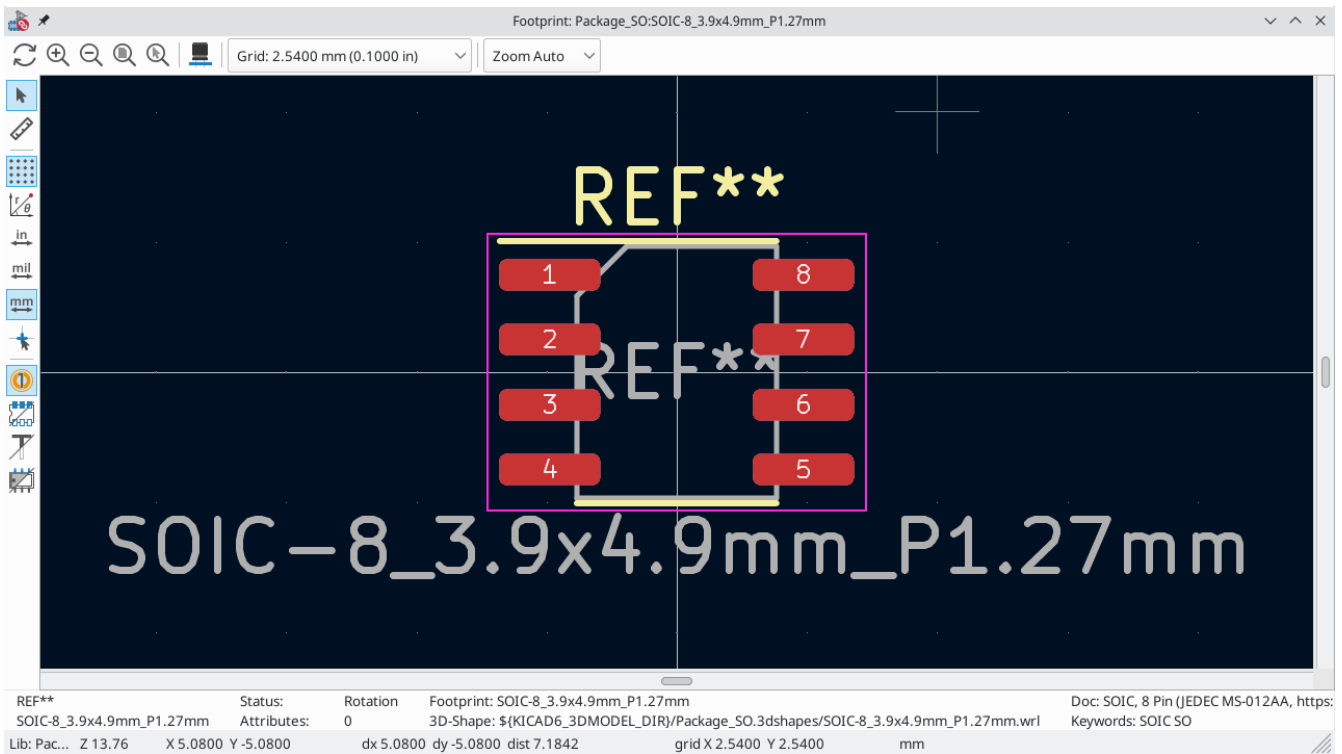 Footprint: Package_SO:SOIC-8_3.9x4.9mm_P1.27mm
Grid: 2.5400 mm (0.1000 in)
Zoom Auto
in
mil
mm
REF**
1
8
2
7
REF**
3
6
4
5
SOIC-8_3.9x4.9mm_P1.27mm
REF** Status: Rotation Footprint: SOIC-8_3.9x4.9mm_P1.27mm Doc: SOIC, 8 Pin (JEDEC MS-012AA, https:
SOIC-8_3.9x4.9mm_P1.27mm Attributes: 0 3D-Shape: ${KICAD6_3DMODEL_DIR}/Package_SO.3dshapes/SOIC-8_3.9x4.9mm_P1.27mm.wrl Keywords: SOIC SO
Lib: Pac... Z 13.76 X 5.0800 Y -5.0800 dx 5.0800 dy -5.0800 dist 7.1842 grid X 2.5400 Y 2.5400 mm